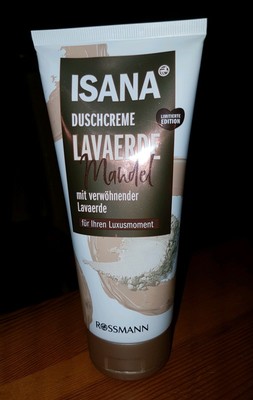 ISANA
DUSCHCREME
LIMITIERTE
EDITION
LAVAERDE
Mandel
mit verwöhnender
Lavaerde
für Ihren Luxusmoment
ROSSMANN